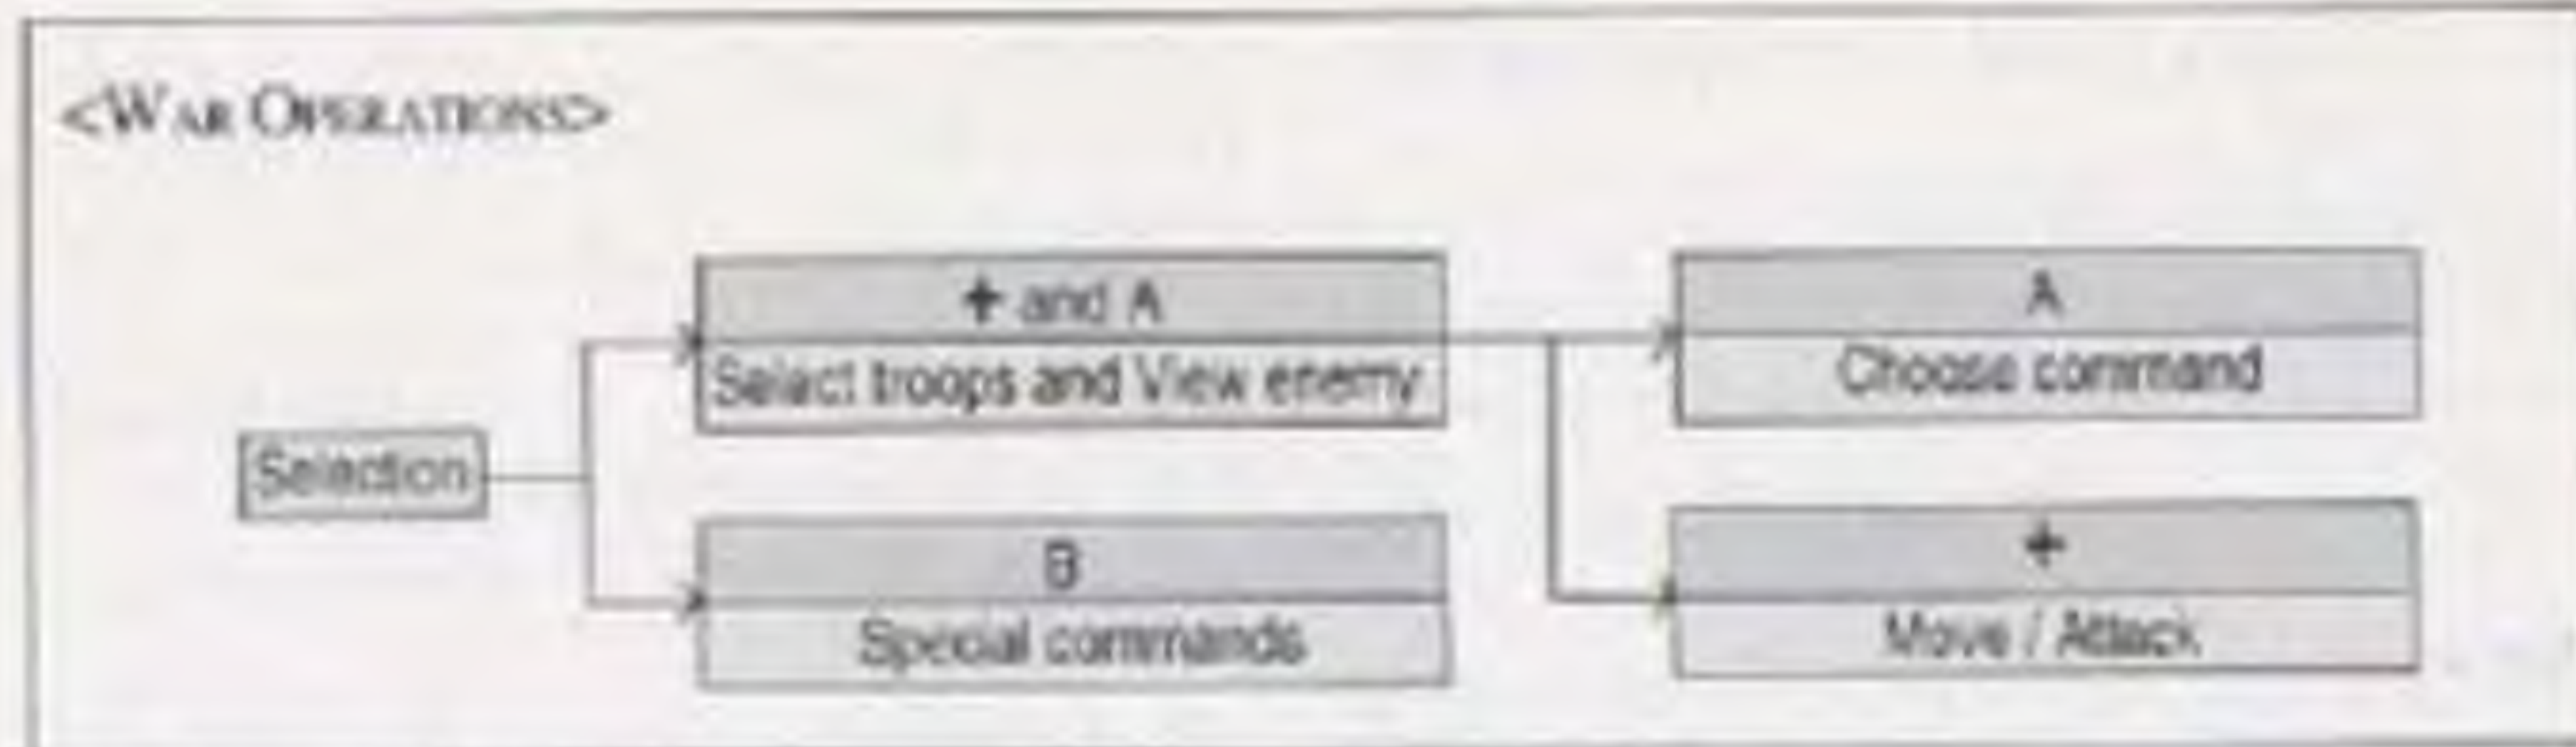 <WAR OPERATIONS>
✚ and A
Select troops and View enemy
A
Choose command
Selection
B
Special commands
✚
Move / Attack